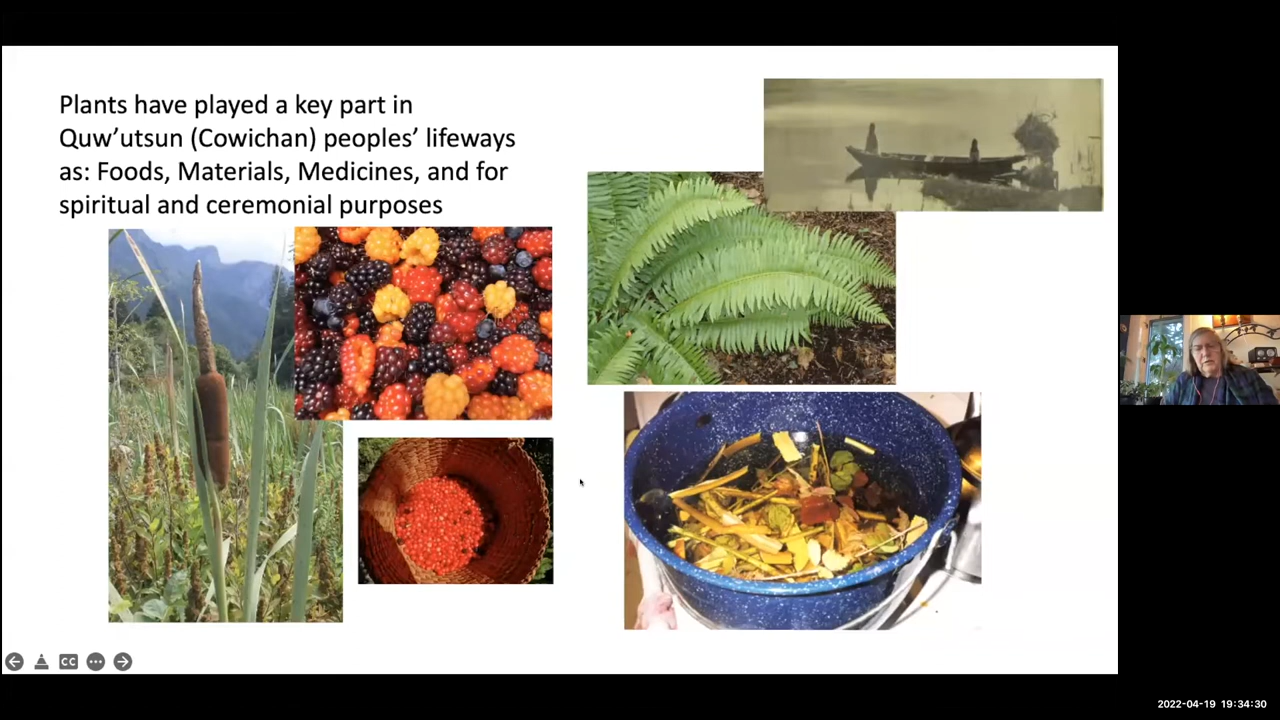 Plants have played a key part in
Quw’utsun (Cowichan) peoples’ lifeways
as: Foods, Materials, Medicines, and for
spiritual and ceremonial purposes
CC
2022-04-19 19:34:30